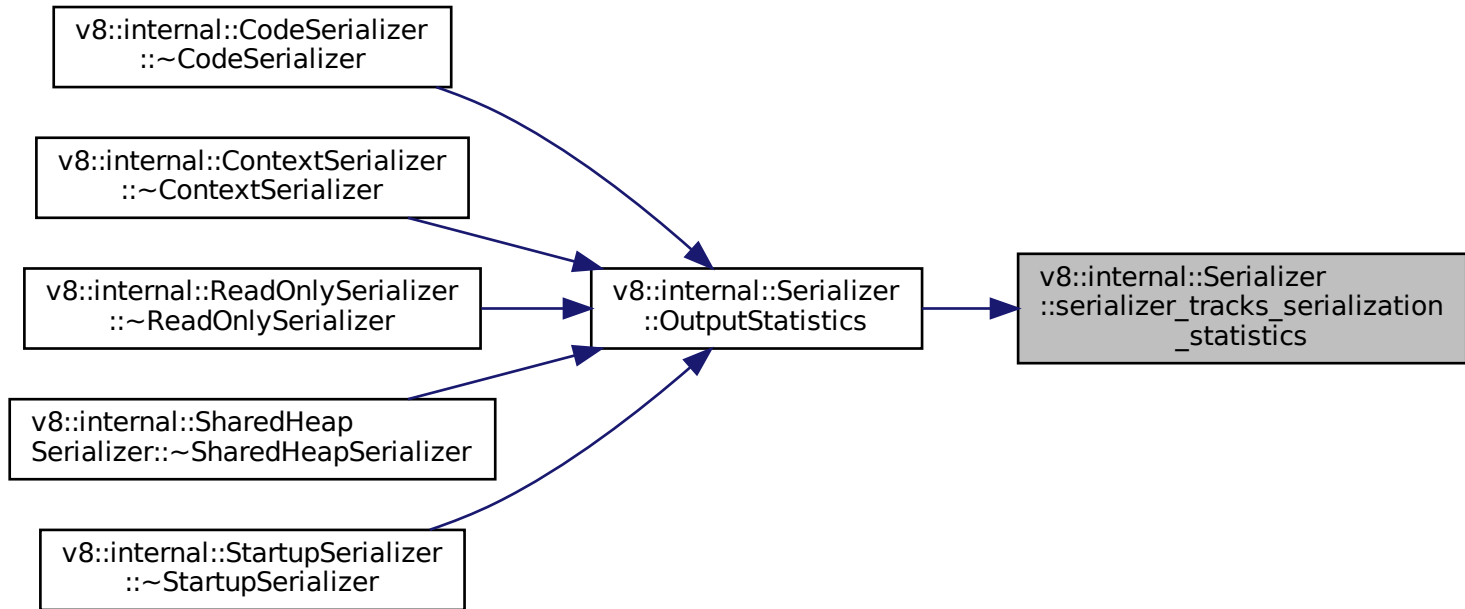 v8::internal::CodeSerializer
::~CodeSerializer
v8::internal::ContextSerializer
::~ContextSerializer
v8::internal::ReadOnlySerializer
::~ReadOnlySerializer
v8::internal::SharedHeap
Serializer::~SharedHeapSerializer
v8::internal::StartupSerializer
::~StartupSerializer
v8::internal::Serializer
::OutputStatistics
v8::internal::Serializer
::serializer_tracks_serialization
_statistics